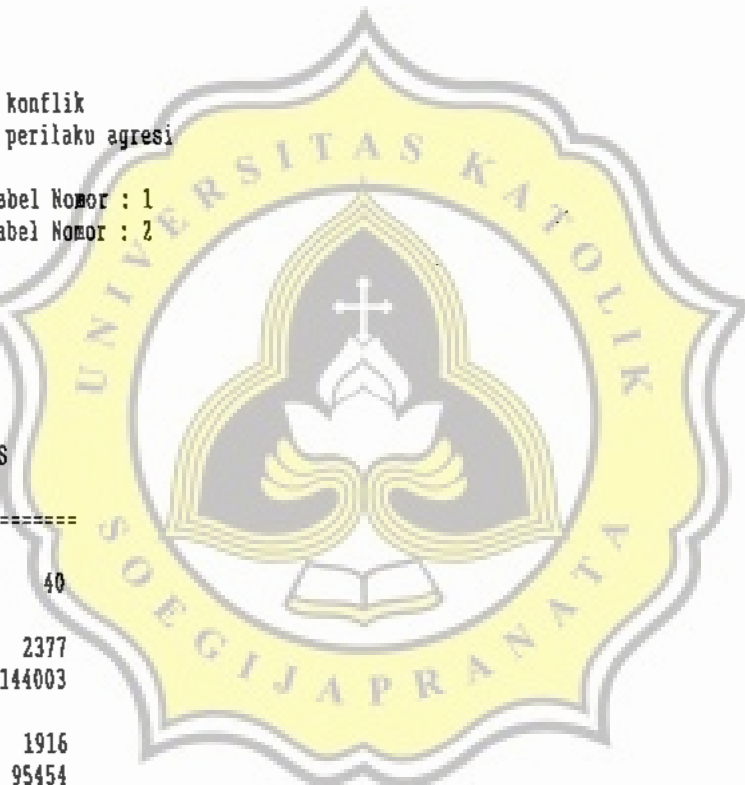 konflik
perilaku agresi
abel Nomor : 1
abel Nomor : 2
S
=======
40
2377
144003
1916
95454
UNIVERSITAS KATOLIK
SOEGIJAPRANATA